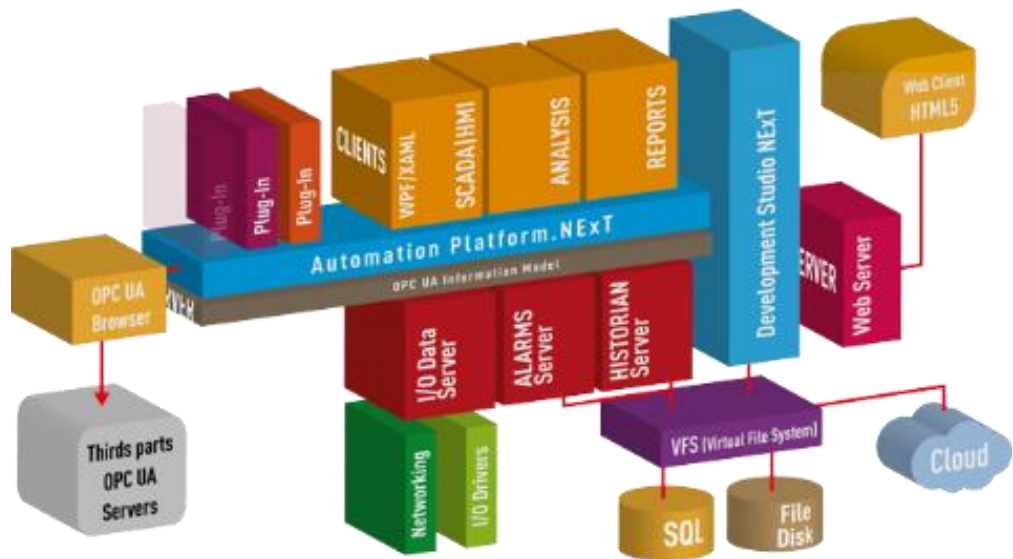 Plug-In
Plug-In
Plug-In
CLIENTS
WPF/XAML
SCADA|HMI
ANALYSIS
REPORTS
Development Studio NExT
Web Client
HTML5
Automation Platform.NExT
OPC UA Information Model
RVER
OPC UA
Browser
ERVER
Web Server
I/O Data
Server
ALARMS
Server
HISTORIAN
Server
VFS (Virtual File System)
Thirds parts
OPC UA
Servers
Networking
I/O Drivers
SQL
File
Disk
Cloud